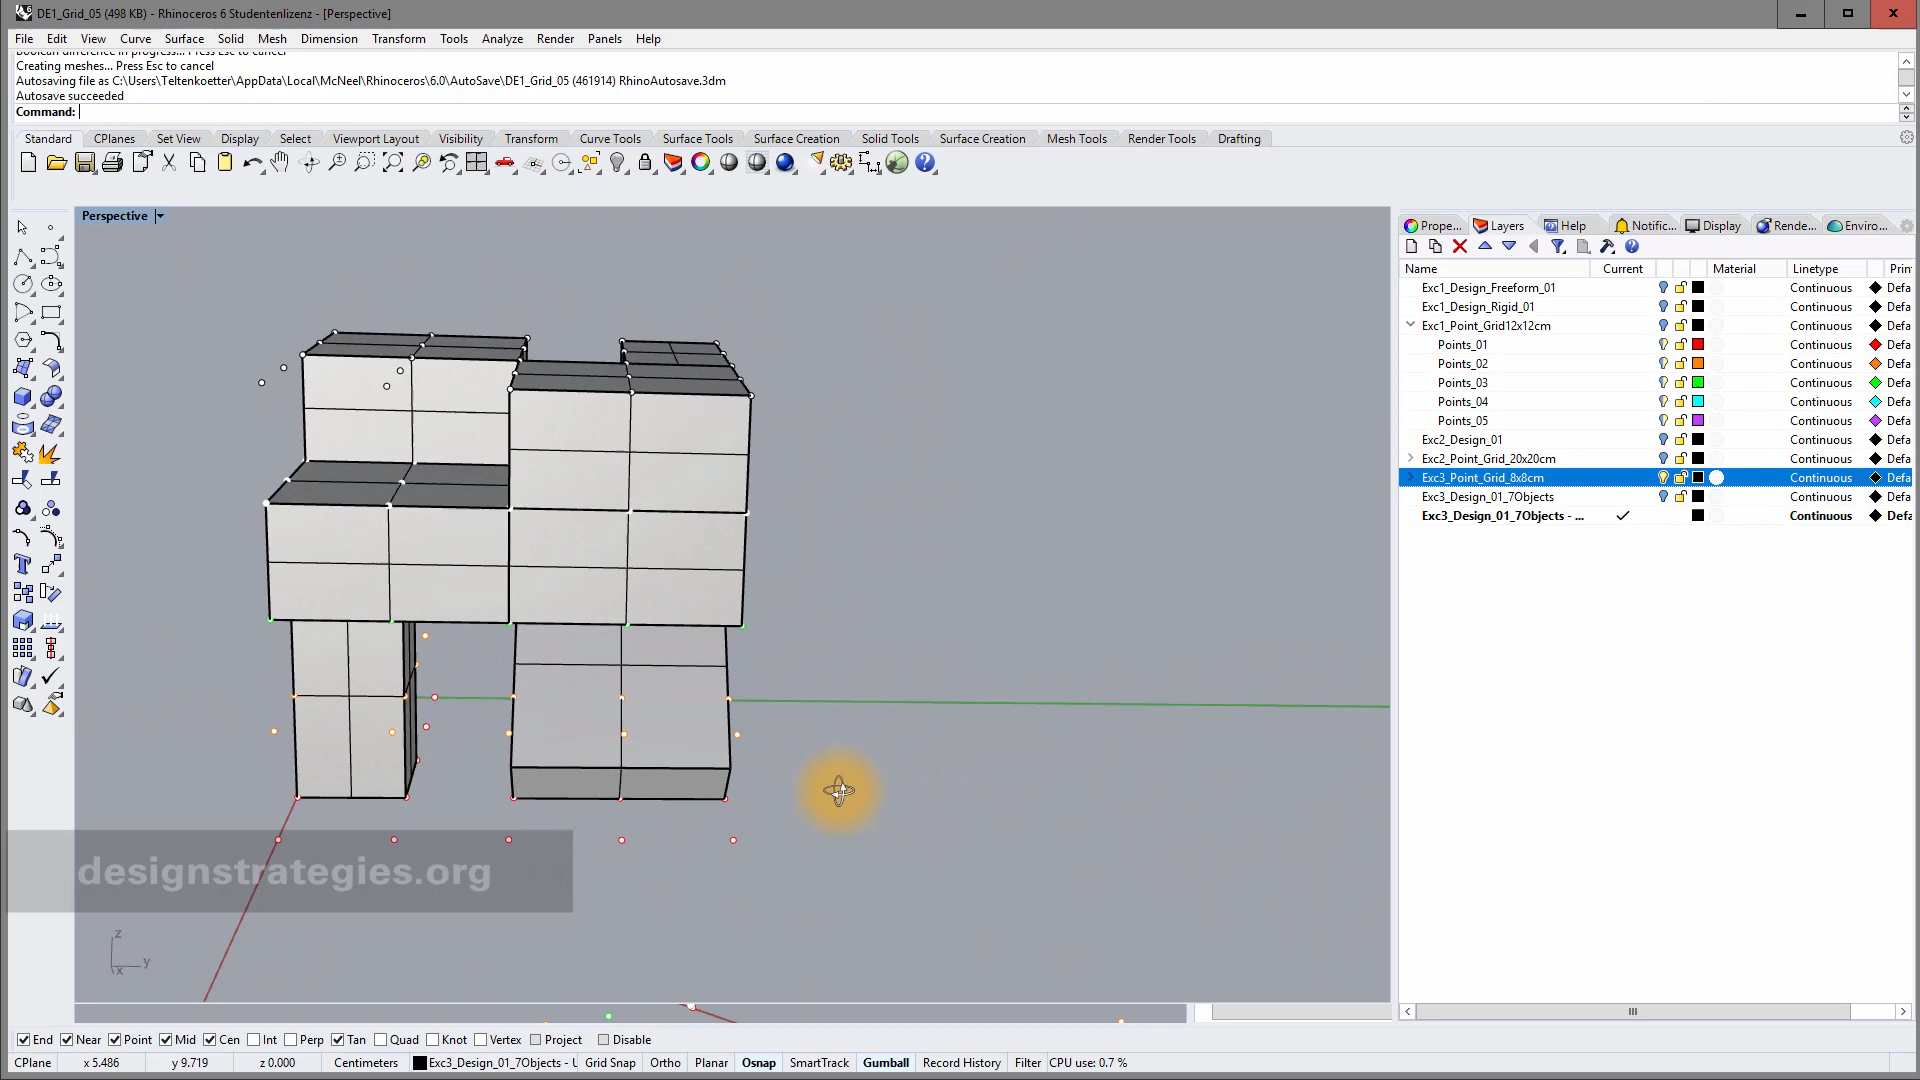 DE1_Grid_05 (498 KB) - Rhinoceros 6 Studentenlizenz - [Perspective]
File Edit View Curve Surface Solid Mesh Dimension Transform Tools Analyze Render Panels Help
Boolean difference in progress... Press Esc to cancel
Creating meshes... Press Esc to cancel
Autosaving file as C:\Users\Teltenkoetter\AppData\Local\McNeel\Rhinoceros\6.0\AutoSave\DE1_Grid_05 (461914) RhinoAutosave.3dm
Autosave succeeded
Command:
Standard CPlanes Set View Display Select Viewport Layout Visibility Transform Curve Tools Surface Tools Surface Creation Solid Tools Surface Creation Mesh Tools Render Tools Drafting
Perspective
Prope... Layers Help Notific... Display Rende... Enviro...
Name Current Material Linetype Prin
Exc1_Design_Freeform_01 Continuous Defa
Exc1_Design_Rigid_01 Continuous Defa
Exc1_Point_Grid12x12cm Continuous Defa
Points_01 Continuous Defa
Points_02 Continuous Defa
Points_03 Continuous Defa
Points_04 Continuous Defa
Points_05 Continuous Defa
Exc2_Design_01 Continuous Defa
Exc2_Point_Grid_20x20cm Continuous Defa
Exc3_Point_Grid_8x8cm Continuous Defa
Exc3_Design_01_7Objects Continuous Defa
Exc3_Design_01_7Objects - ... Continuous Defa
designstrategies.org
z
x y
End Near Point Mid Cen Int Perp Tan Quad Knot Vertex Project Disable
CPlane x 5.486 y 9.719 z 0.000 Centimeters Exc3_Design_01_7Objects - U Grid Snap Ortho Planar Osnap SmartTrack Gumball Record History Filter CPU use: 0.7 %